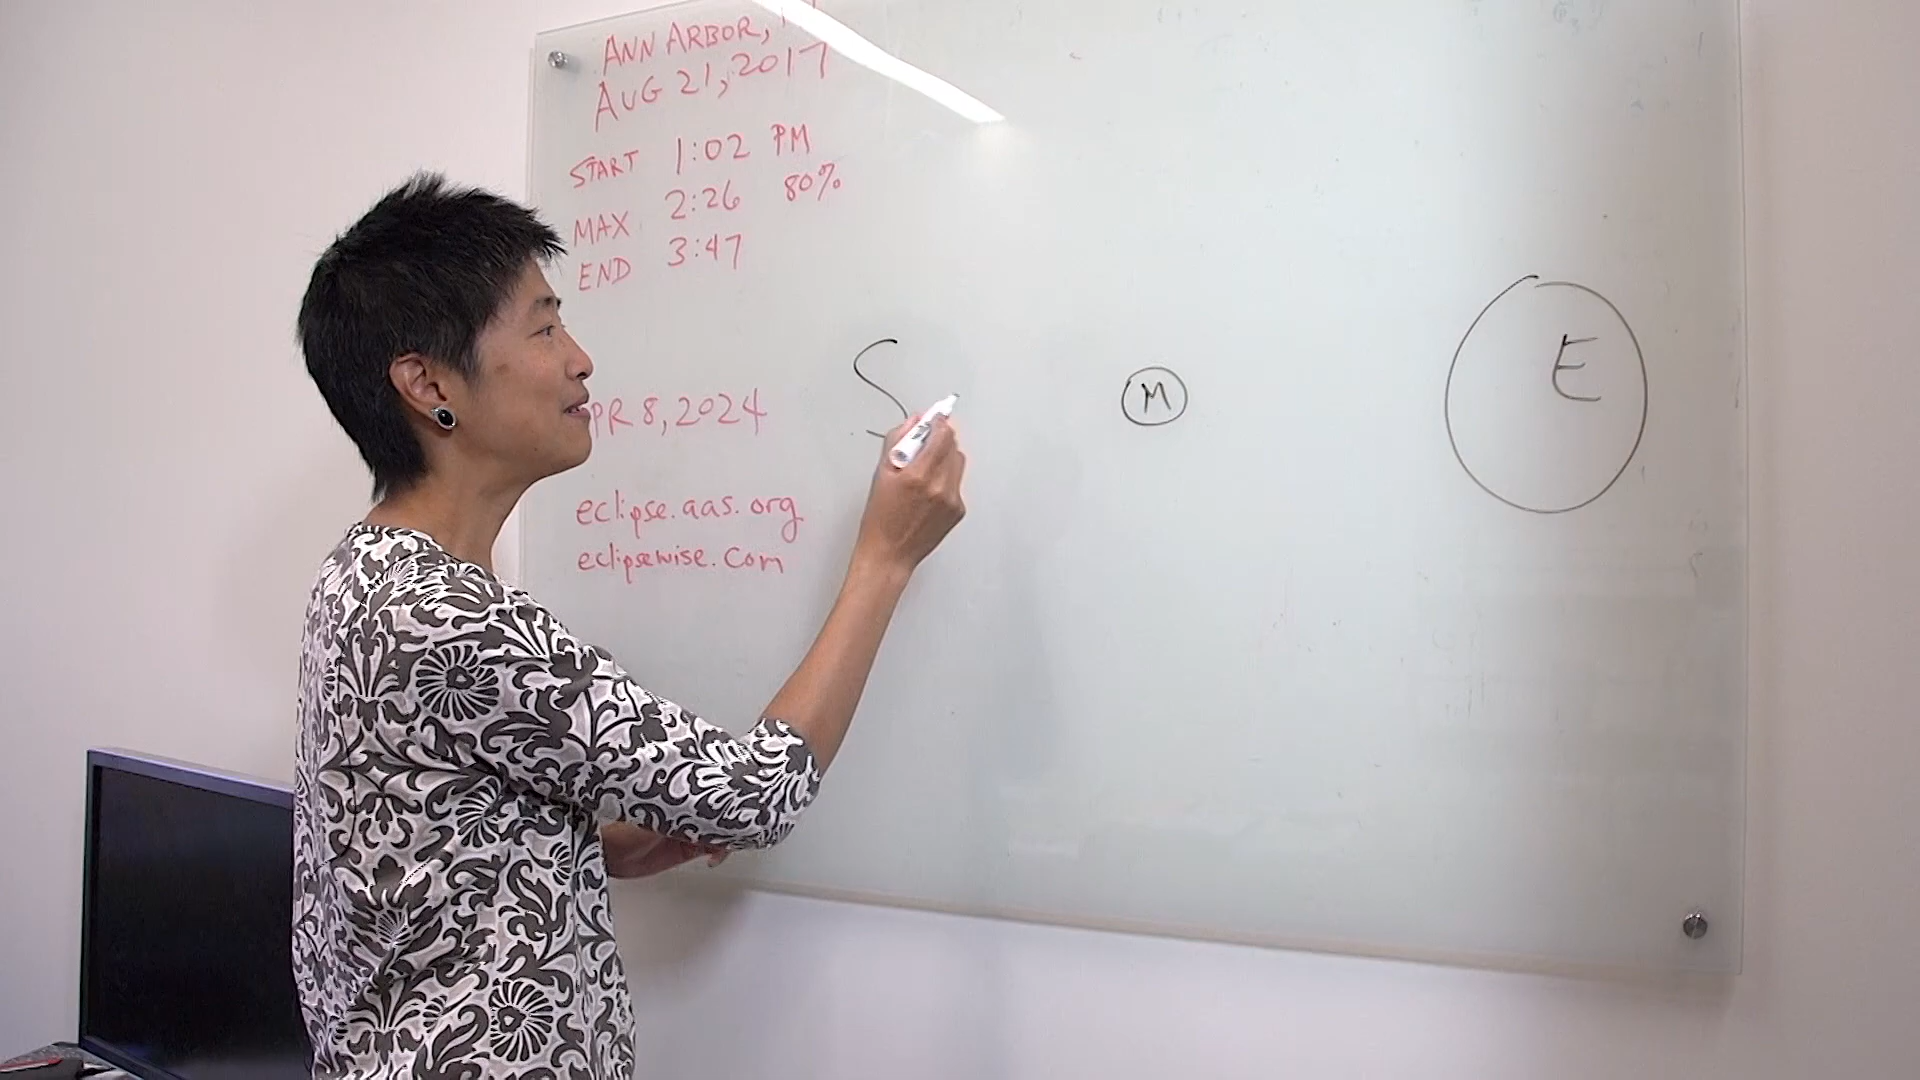 ANN ARBOR,
AUG 21, 2017
START 1:02 PM
MAX 2:26 80%
END 3:47
PR 8, 2024
eclipse.aas.org
eclipsewise.com
S
M
E